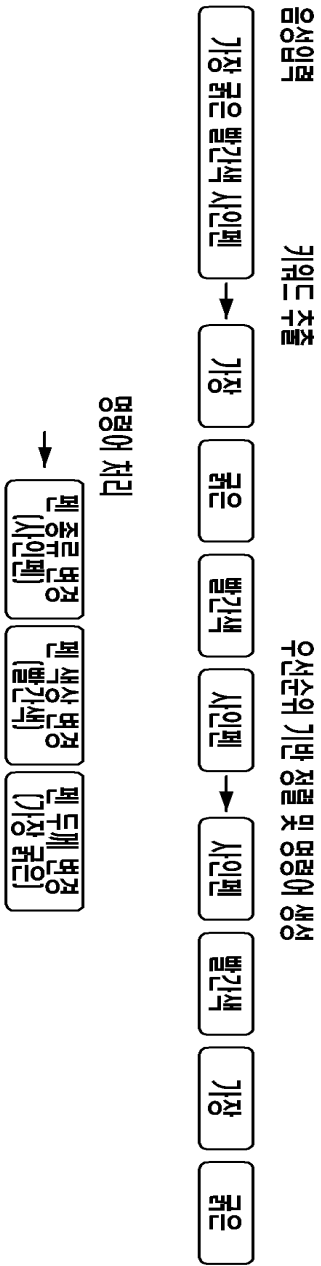 음성입력
가장 굵은 빨간색 사인펜
키워드 추출
가장
굵은
빨간색
사인펜
우선순위 기반 정렬 및 명령어 생성
사인펜
빨간색
가장
굵은
명령어 처리
펜 종류 변경
(사인펜)
펜 색상 변경
(빨간색)
펜 두께 변경
(가장 굵은)